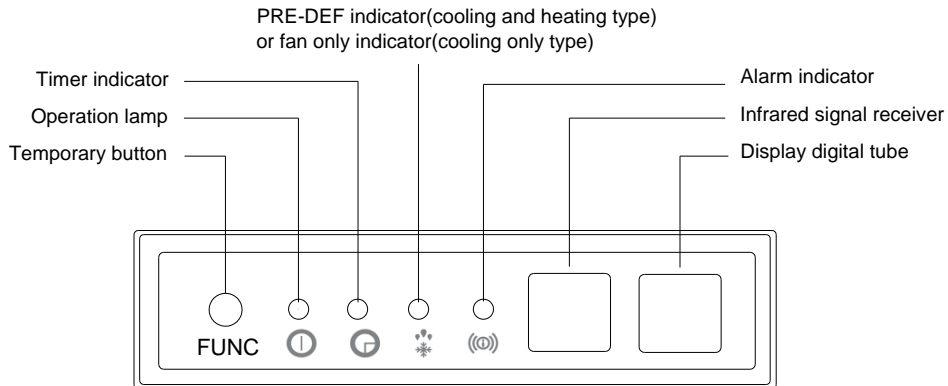 PRE-DEF indicator(cooling and heating type)
or fan only indicator(cooling only type)
Timer indicator
Operation lamp
Temporary button
Alarm indicator
Infrared signal receiver
Display digital tube
FUNC